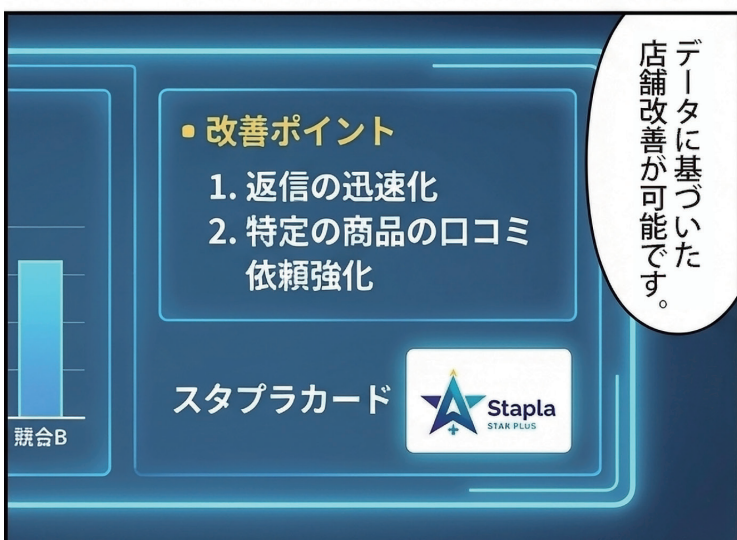 データに基づいた
店舗改善が可能です。
改善ポイント
1. 返信の迅速化
2. 特定の商品の口コミ
依頼強化
スタプラカード
Stapla
STAR PLUS
競合B